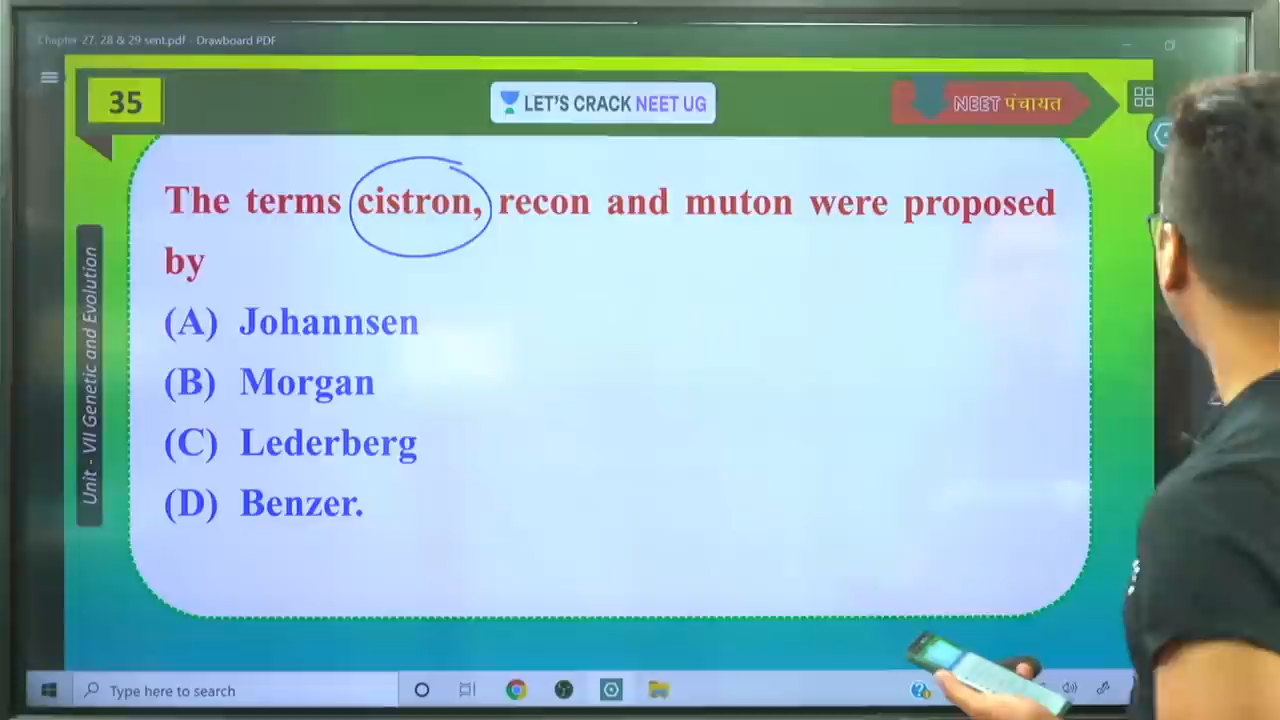 Chapter 27, 28 & 29 sent.pdf - Drawboard PDF
35
LET'S CRACK NEET UG
NEET पंचायत
The terms cistron, recon and muton were proposed
by
(A) Johannsen
(B) Morgan
(C) Lederberg
(D) Benzer.
Unit - VII Genetic and Evolution
Type here to search